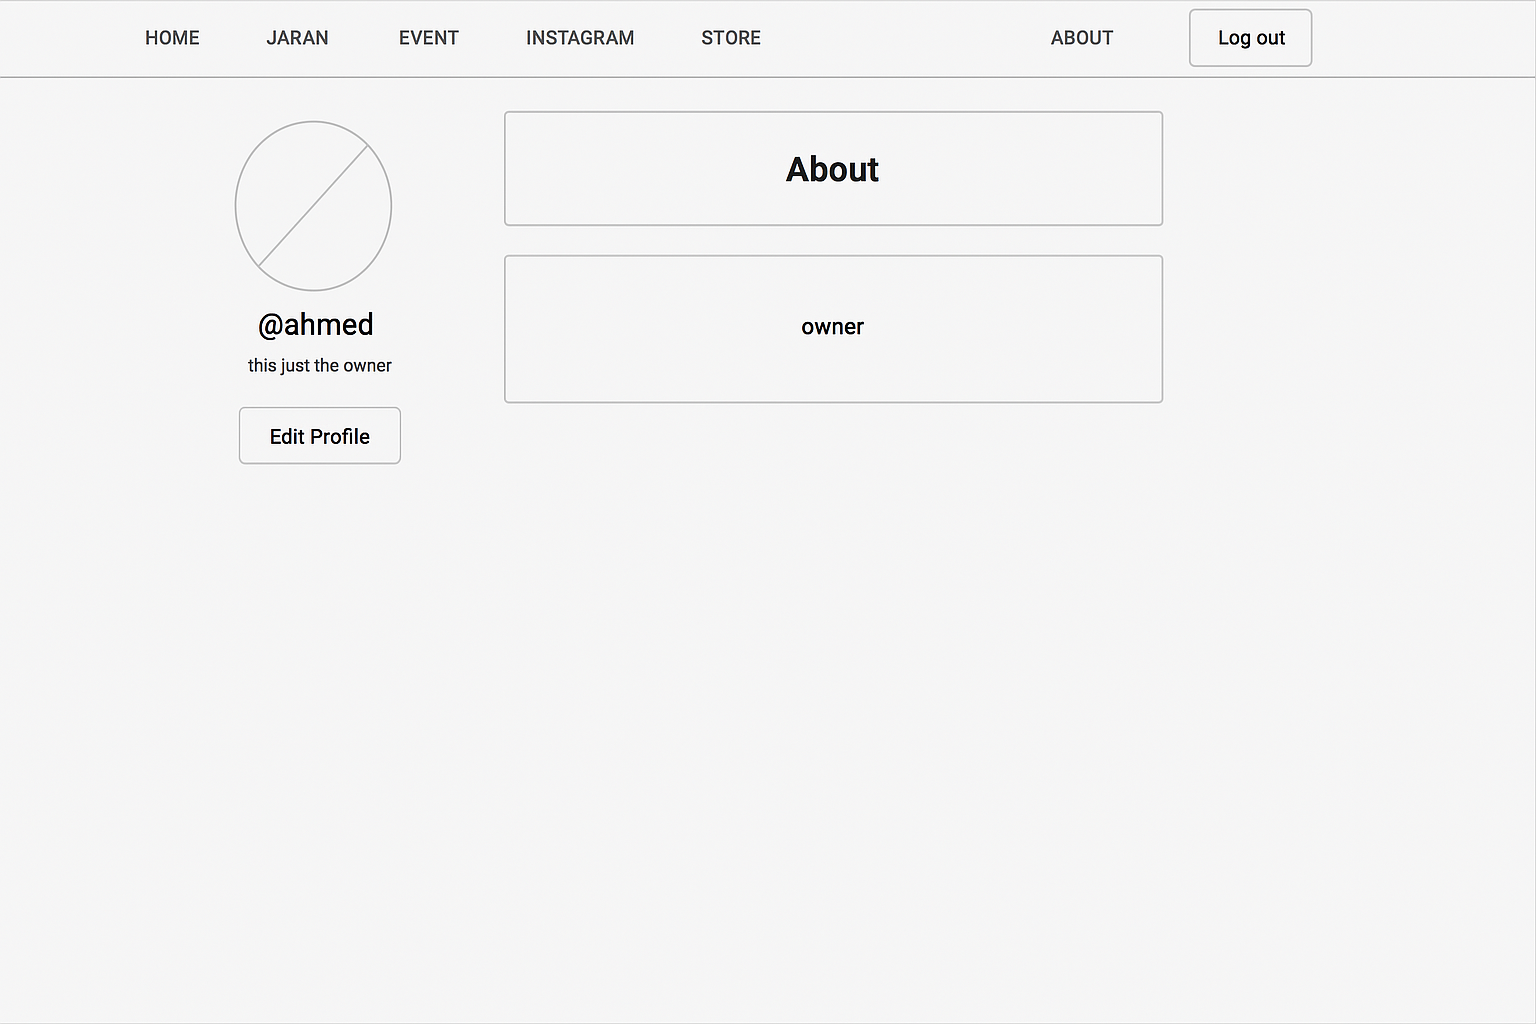 HOME JARAN EVENT INSTAGRAM STORE ABOUT Log out
About
@ahmed
this just the owner
Edit Profile
owner